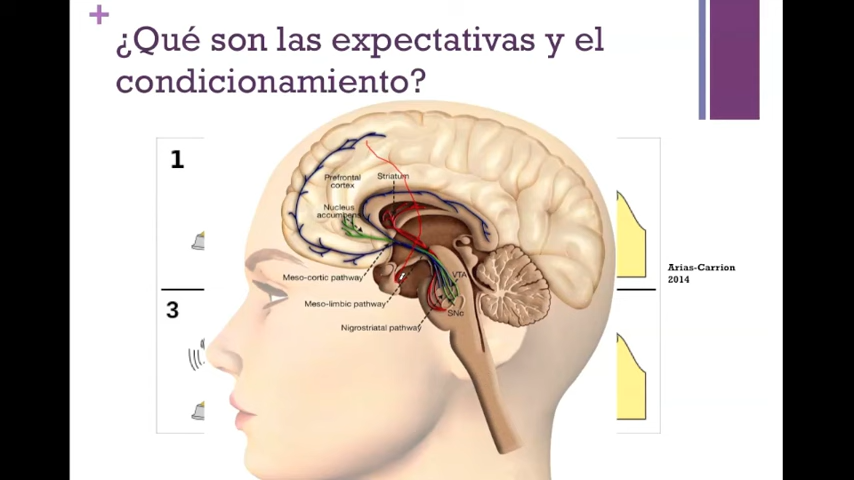 +
¿Qué son las expectativas y el
condicionamiento?
1
Prefrontal
cortex
Striatum
Nucleus
accumbens
Meso-cortic pathway
VTA
Meso-limbic pathway
SNc
Nigrostriatal pathway
3
Arias-Carrion
2014